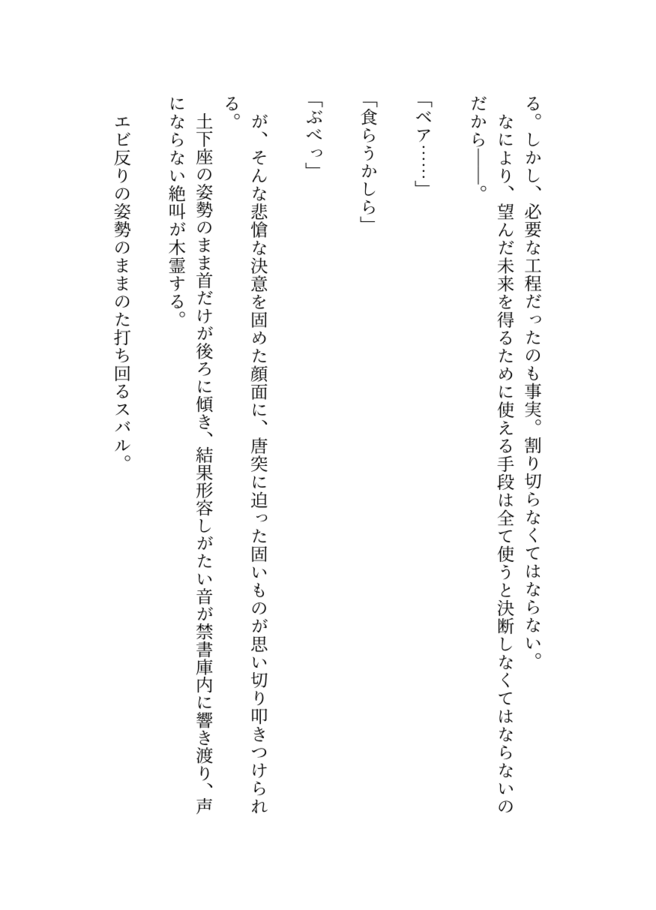 る。しかし、必要な工程だったのも事実。割り切らなくてはならない。
　なにより、望んだ未来を得るために使える手段は全て使うと決断しなくてはならないの
だから――。
「ベア……」
「食らうかしら」
「ぶべっ」
　が、そんな悲愴な決意を固めた顔面に、唐突に迫った固いものが思い切り叩きつけられ
る。
　土下座の姿勢のまま首だけが後ろに傾き、結果形容しがたい音が禁書庫内に響き渡り、声
にならない絶叫が木霊する。
　エビ反りの姿勢のままのた打ち回るスバル。